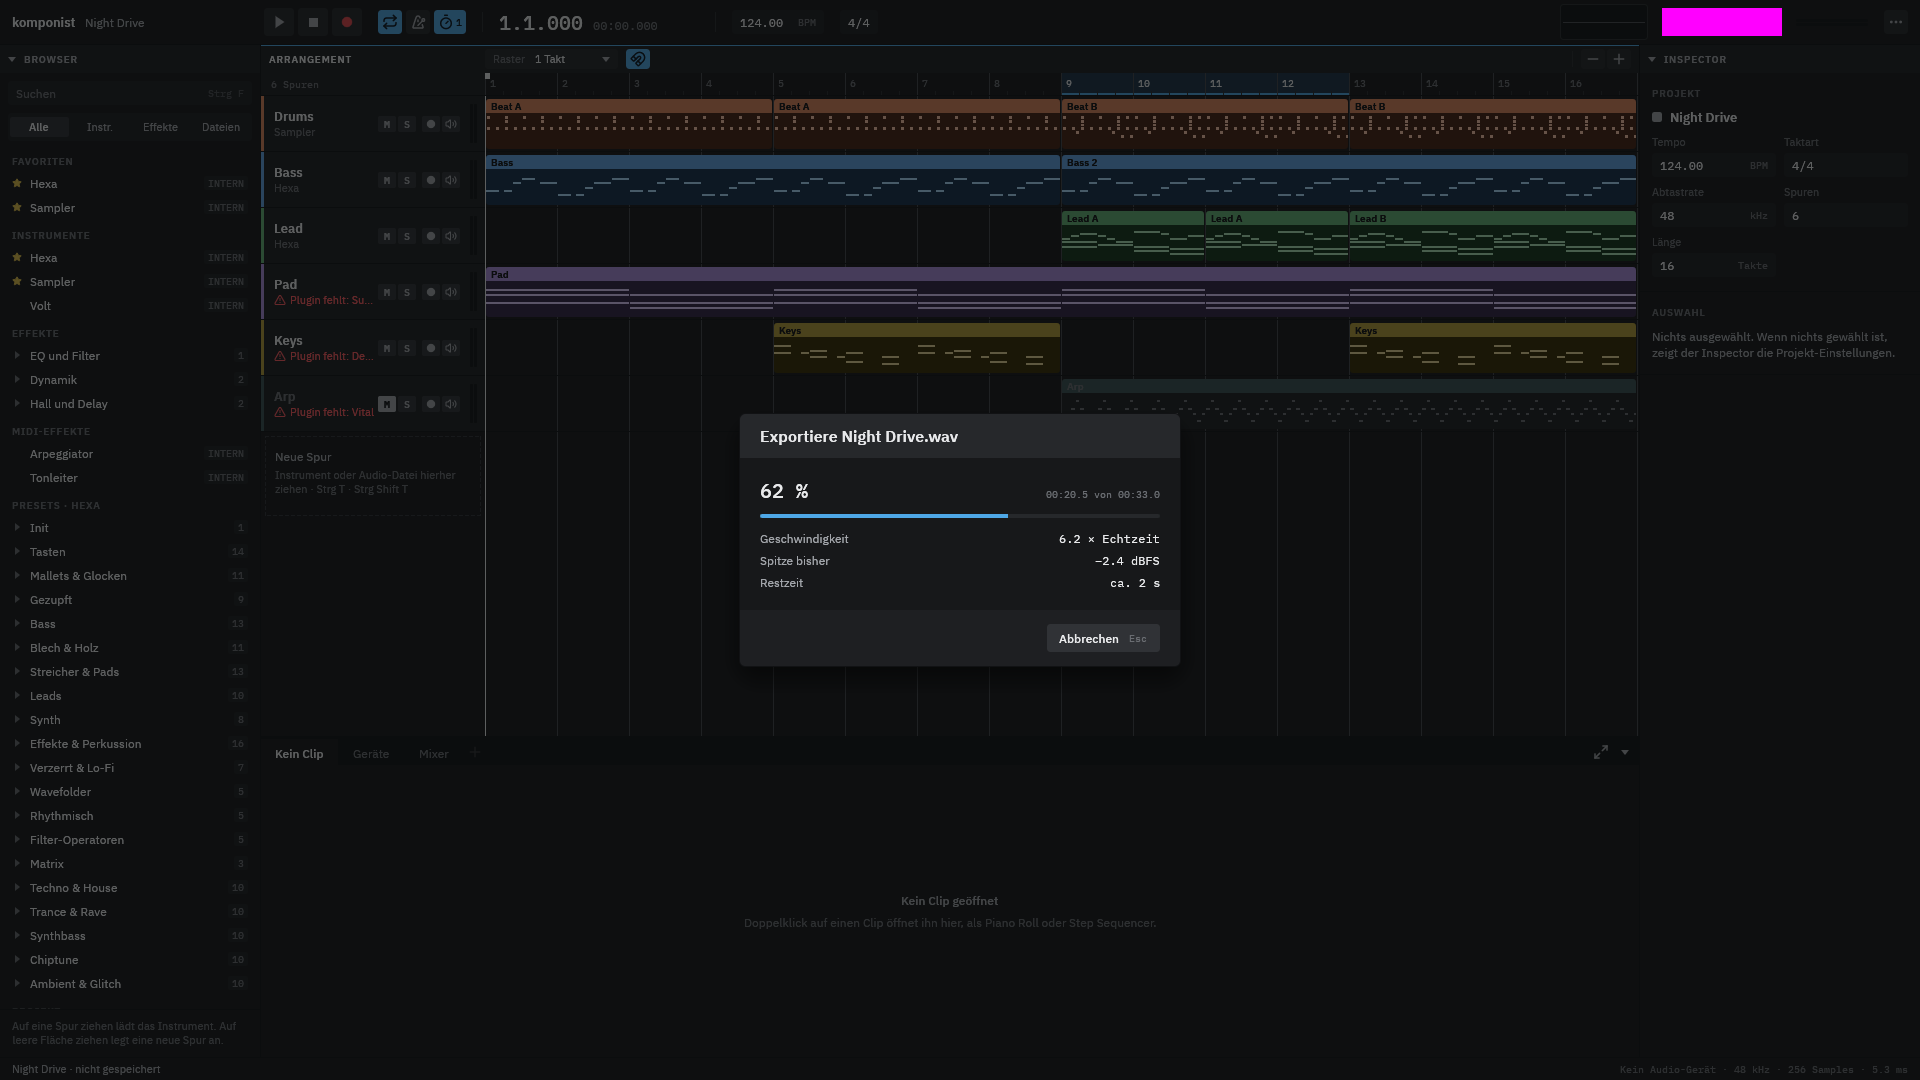 komponist Night Drive
1
1.1.000 00:00.000
124.00 BPM
4/4
BROWSER
Suchen Strg F
Alle Instr. Effekte Dateien
FAVORITEN
Hexa INTERN
Sampler INTERN
INSTRUMENTE
Hexa INTERN
Sampler INTERN
Volt INTERN
EFFEKTE
EQ und Filter 1
Dynamik 2
Hall und Delay 2
MIDI-EFFEKTE
Arpeggiator INTERN
Tonleiter INTERN
PRESETS · HEXA
Init 1
Tasten 14
Mallets & Glocken 11
Gezupft 9
Bass 13
Blech & Holz 11
Streicher & Pads 13
Leads 10
Synth 8
Effekte & Perkussion 16
Verzerrt & Lo-Fi 7
Wavefolder 5
Rhythmisch 5
Filter-Operatoren 5
Matrix 3
Techno & House 10
Trance & Rave 10
Synthbass 10
Chiptune 10
Ambient & Glitch 10
Auf eine Spur ziehen lädt das Instrument. Auf
leere Fläche ziehen legt eine neue Spur an.
Night Drive · nicht gespeichert
ARRANGEMENT
Raster 1 Takt
6 Spuren
1 2 3 4 5 6 7 8 9 10 11 12 13 14 15 16
Drums
Sampler
M S
Beat A Beat A Beat B Beat B
Bass
Hexa
M S
Bass Bass 2
Lead
Hexa
M S
Lead A Lead A Lead B
Pad
Plugin fehlt: Su...
M S
Pad
Keys
Plugin fehlt: De...
M S
Keys Keys
Arp
Plugin fehlt: Vital
M S
Arp
Neue Spur
Instrument oder Audio-Datei hierher
ziehen · Strg T · Strg Shift T
Exportiere Night Drive.wav
62 % 00:20.5 von 00:33.0
Geschwindigkeit 6.2 × Echtzeit
Spitze bisher −2.4 dBFS
Restzeit ca. 2 s
Abbrechen Esc
Kein Clip Geräte Mixer
Kein Clip geöffnet
Doppelklick auf einen Clip öffnet ihn hier, als Piano Roll oder Step Sequencer.
INSPECTOR
PROJEKT
Night Drive
Tempo Taktart
124.00 BPM 4/4
Abtastrate Spuren
48 kHz 6
Länge
16 Takte
AUSWAHL
Nichts ausgewählt. Wenn nichts gewählt ist,
zeigt der Inspector die Projekt-Einstellungen.
Kein Audio-Gerät · 48 kHz · 256 Samples · 5.3 ms